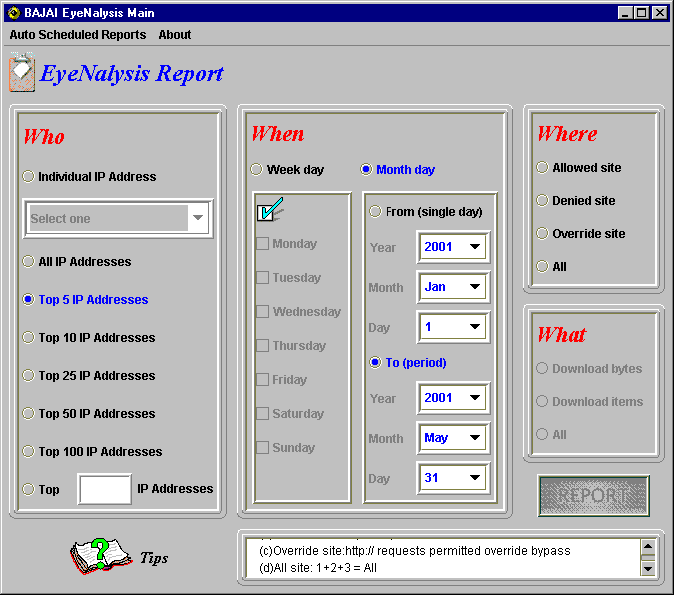 BAJAI EyeNalysis Main
Auto Scheduled Reports About
EyeNalysis Report
Who
Individual IP Address
Select one
All IP Addresses
Top 5 IP Addresses
Top 10 IP Addresses
Top 25 IP Addresses
Top 50 IP Addresses
Top 100 IP Addresses
Top IP Addresses
When
Week day Month day
Monday
Tuesday
Wednesday
Thursday
Friday
Saturday
Sunday
From (single day)
Year 2001
Month Jan
Day 1
To (period)
Year 2001
Month May
Day 31
Where
Allowed site
Denied site
Override site
All
What
Download bytes
Download items
All
REPORT
Tips
(c)Override site:http:// requests permitted override bypass
(d)All site: 1+2+3 = All